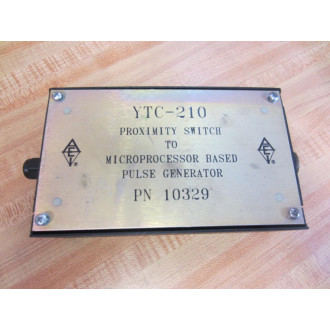 YTC-210
PROXIMITY SWITCH
TO
MICROPROCESSOR BASED
PULSE GENERATOR
PN 10329